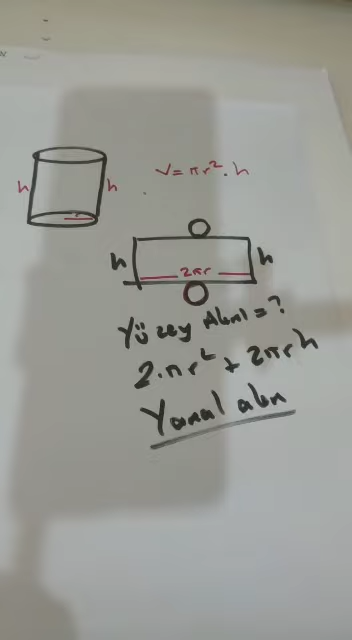 V = πr². h
h h
r
h 2πr h
Yüzey Alanı = ?
2.πr² + 2πrh
Yanal alan